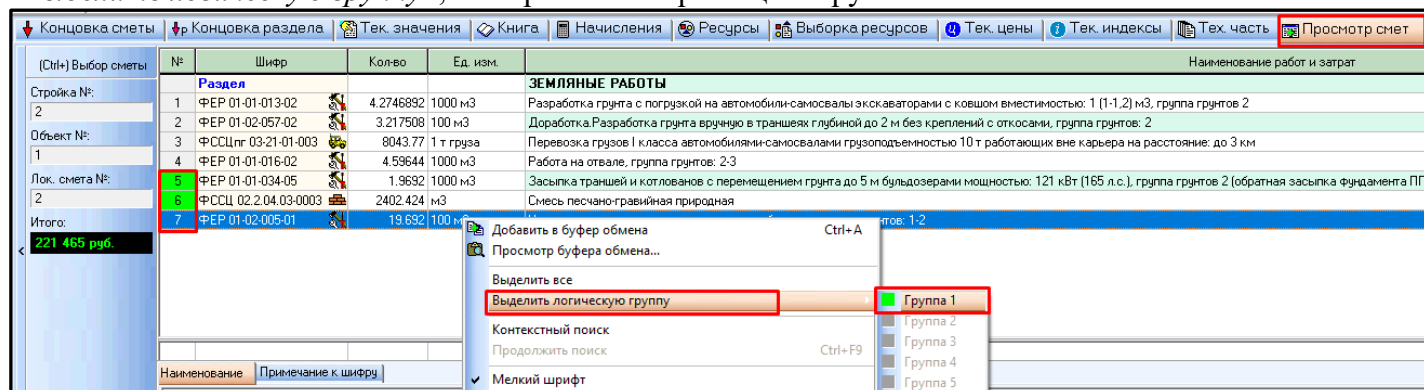 Концовка сметы Концовка раздела Тек. значения Книга Начисления Ресурсы Выборка ресурсов Тек. цены Тек. индексы Тех. часть Просмотр смет
(Ctrl+) Выбор сметы
Стройка №:
2
Объект №:
1
Лок. смета №:
2
Итого:
221 465 руб.
№ Шифр Кол-во Ед. изм. Наименование работ и затрат
Раздел ЗЕМЛЯНЫЕ РАБОТЫ
1 ФЕР 01-01-013-02 4.2746892 1000 м3 Разработка грунта с погрузкой на автомобили-самосвалы экскаваторами с ковшом вместимостью: 1 (1-1,2) м3, группа грунтов 2
2 ФЕР 01-02-057-02 3.217508 100 м3 Доработка.Разработка грунта вручную в траншеях глубиной до 2 м без креплений с откосами, группа грунтов: 2
3 ФССЦпг 03-21-01-003 8043.77 1 т груза Перевозка грузов I класса автомобилями-самосвалами грузоподъемностью 10 т работающих вне карьера на расстояние: до 3 км
4 ФЕР 01-01-016-02 4.59644 1000 м3 Работа на отвале, группа грунтов: 2-3
5 ФЕР 01-01-034-05 1.9692 1000 м3 Засыпка траншей и котлованов с перемещением грунта до 5 м бульдозерами мощностью: 121 кВт (165 л.с.), группа грунтов 2 (обратная засыпка фундамента
6 ФССЦ 02.2.04.03-0003 2402.424 м3 Смесь песчано-гравийная природная
7 ФЕР 01-02-005-01 19.692 100 1-2
Добавить в буфер обмена Ctrl+A
Просмотр буфера обмена...
Выделить все
Выделить логическую группу
Контекстный поиск
Продолжить поиск Ctrl+F9
Мелкий шрифт
Группа 1
Группа 2
Группа 3
Группа 4
Группа 5
Наименование Примечание к шифру